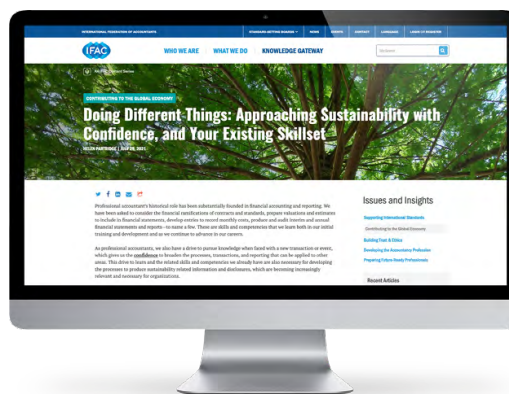 INTERNATIONAL FEDERATION OF ACCOUNTANTS
STANDARD-SETTING BOARDS
NEWS
EVENTS
CONTACT
LANGUAGE
LOGIN OR REGISTER
IFAC
WHO WE ARE
WHAT WE DO
KNOWLEDGE GATEWAY
CONTRIBUTING TO THE GLOBAL ECONOMY
Doing Different Things: Approaching Sustainability with
Confidence, and Your Existing Skillset
HELEN PARTRIDGE | JULY 2021
Professional accountant's historical role has been substantially founded in financial accounting and reporting. We
have been asked to consider the financial ramifications of contracts and standards, prepare valuations and estimates
to include in financial statements, develop entries to record monthly costs, produce and audit interim and annual
financial statements and reports—to name a few. These are skills and competencies that we learn both in our initial
training and development and as we continue to advance in our careers.
As professional accountants, we also have a drive to pursue knowledge when faced with a new transaction or event,
which gives us the confidence to broaden the processes, transactions, and reporting that can be applied to other
areas. This drive to learn and the related skills and competencies we already have are also necessary for developing
the processes to produce sustainability related information and disclosures, which are becoming increasingly
relevant and necessary for organizations.
Issues and Insights
Supporting International Standards
Contributing to the Global Economy
Building Trust & Ethics
Developing the Accountancy Profession
Preparing Future-Ready Professionals
Recent Articles